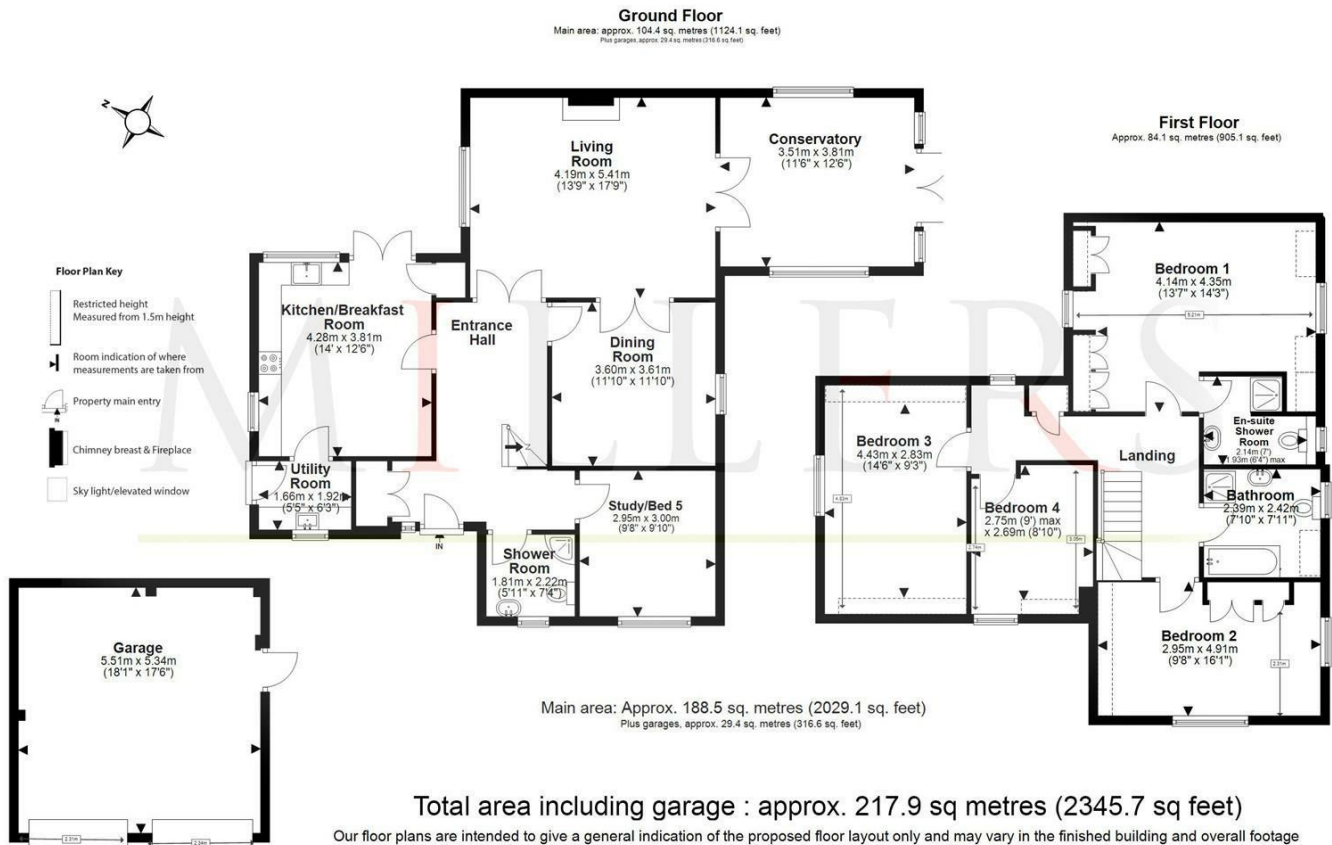 Ground Floor
Main area: approx. 104.4 sq. metres (1124.1 sq. feet)
Plus garages, approx. 29.4 sq. metres (316.6 sq. feet)
N
First Floor
Approx. 84.1 sq. metres (905.1 sq. feet)
Floor Plan Key
Restricted height
Measured from 1.5m height
Room indication of where
measurements are taken from
Property main entry
IN
Chimney breast & Fireplace
Sky light/elevated window
MILLERS
Living
Room
4.19m x 5.41m
(13'9" x 17'9")
Conservatory
3.51m x 3.81m
(11'6" x 12'6")
Kitchen/Breakfast
Room
4.28m x 3.81m
(14' x 12'6")
Entrance
Hall
Dining
Room
3.60m x 3.61m
(11'10" x 11'10")
Utility
Room
1.66m x 1.92m
(5'5" x 6'3")
IN
Shower
Room
1.81m x 2.22m
(5'11" x 7'4")
Study/Bed 5
2.95m x 3.00m
(9'8" x 9'10")
Garage
5.51m x 5.34m
(18'1" x 17'6")
2.31m
2.34m
Bedroom 1
4.14m x 4.35m
(13'7" x 14'3")
5.21m
En-suite
Shower
Room
2.14m (7')
1.93m (6'4") max
Bedroom 3
4.43m x 2.83m
(14'6" x 9'3")
Landing
Bathroom
2.39m x 2.42m
(7'10" x 7'11")
Bedroom 4
2.75m (9') max
x 2.69m (8'10")
2.74m
Bedroom 2
2.95m x 4.91m
(9'8" x 16'1")
2.31m
Main area: Approx. 188.5 sq. metres (2029.1 sq. feet)
Plus garages, approx. 29.4 sq. metres (316.6 sq. feet)
Total area including garage : approx. 217.9 sq metres (2345.7 sq feet)
Our floor plans are intended to give a general indication of the proposed floor layout only and may vary in the finished building and overall footage